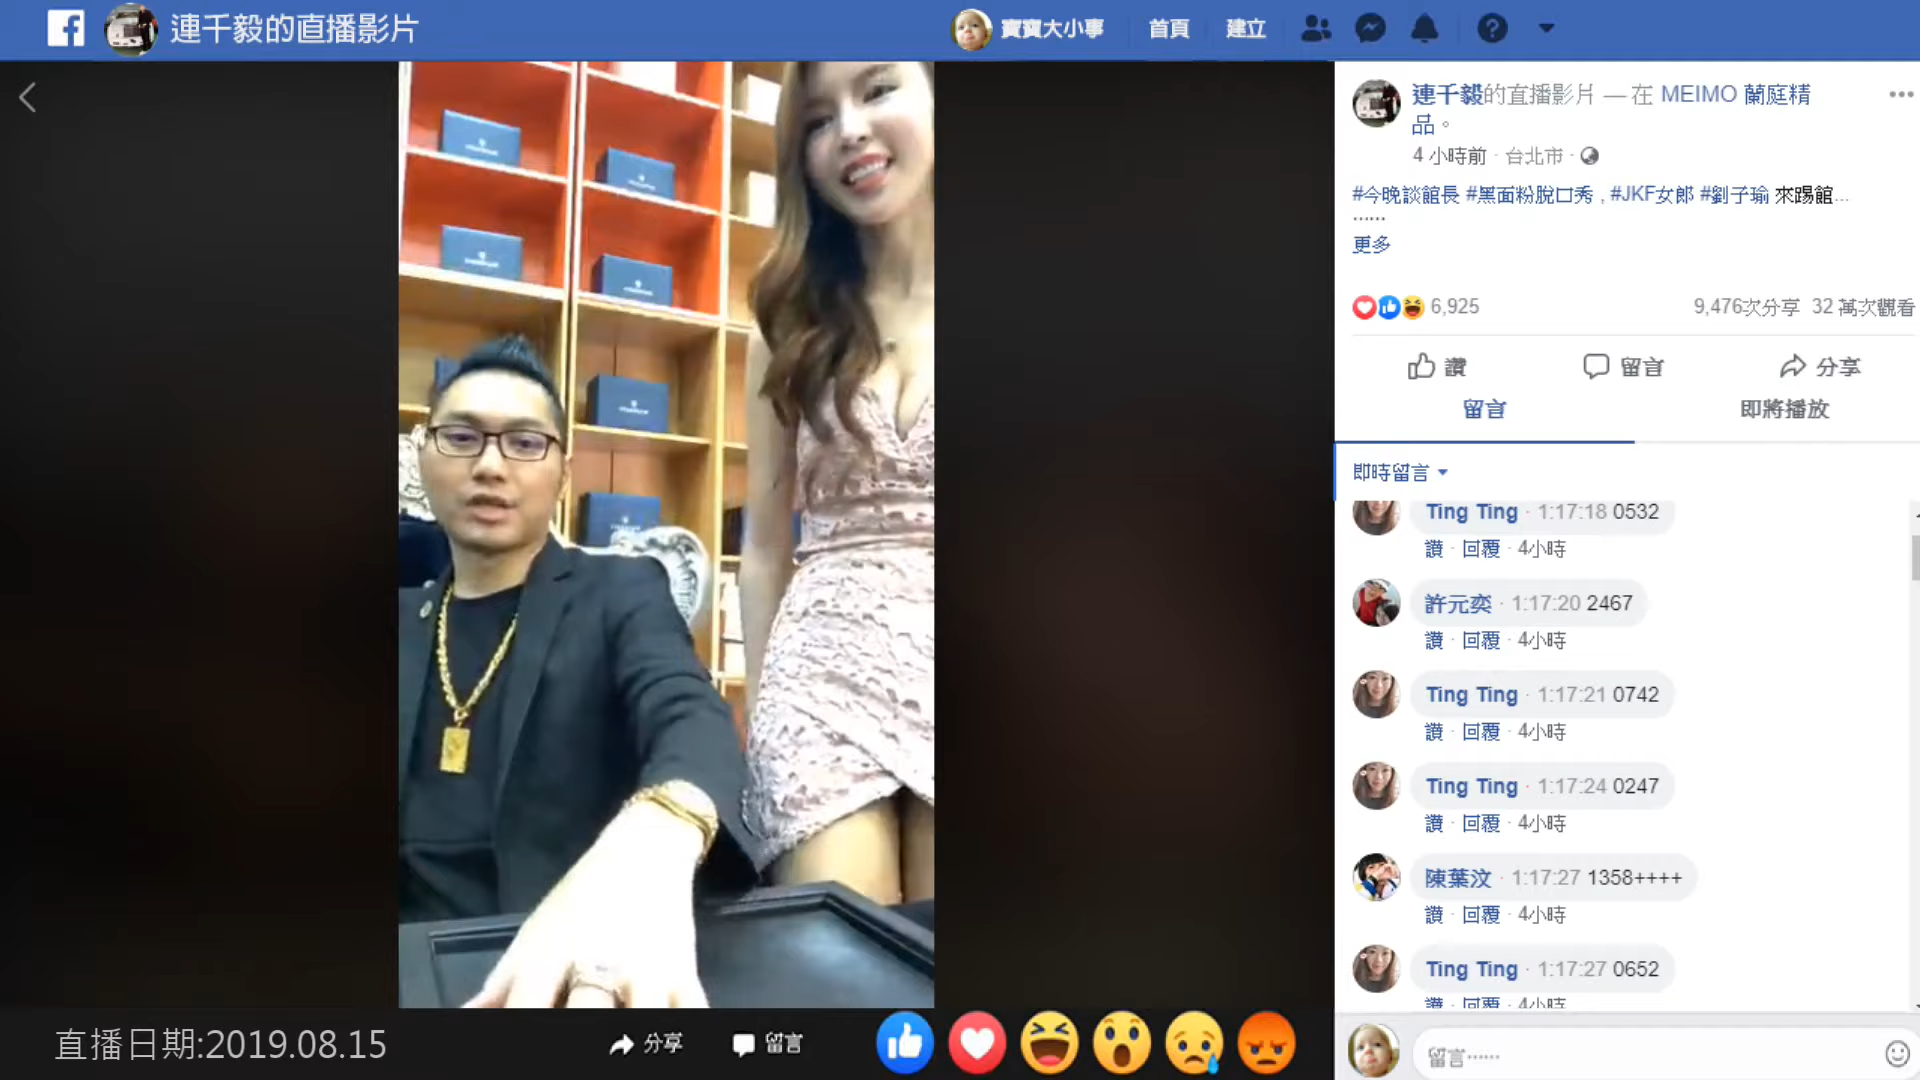 連千毅的直播影片
寶寶大小事
首頁
建立
連千毅的直播影片 — 在 MEIMO 蘭庭精
品。
4 小時前 · 台北市 ·
#今晚談館長 #黑面粉脫口秀 , #JKF女郎 #劉子瑜 來踢館...
......
更多
6,925
9,476次分享 32 萬次觀看
讚
留言
分享
留言
即將播放
即時留言
Ting Ting · 1:17:18 0532
讚 · 回覆 · 4小時
許元奕 · 1:17:20 2467
讚 · 回覆 · 4小時
Ting Ting · 1:17:21 0742
讚 · 回覆 · 4小時
Ting Ting · 1:17:24 0247
讚 · 回覆 · 4小時
陳葉汶 · 1:17:27 1358++++
讚 · 回覆 · 4小時
Ting Ting · 1:17:27 0652
讚 · 回覆 · 4小時
留言......
直播日期:2019.08.15
分享
留言